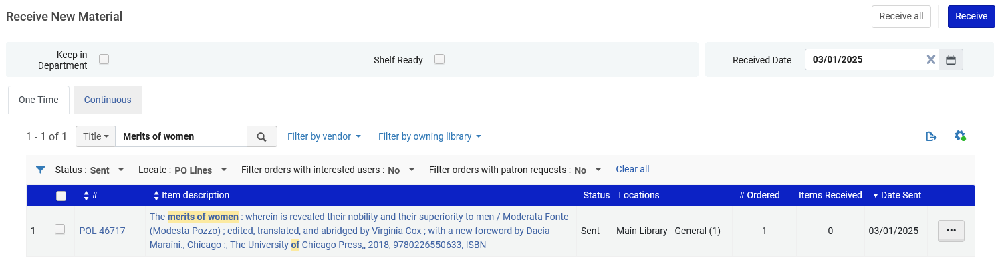 Receive New Material
Receive all
Receive
Keep in
Department
Shelf Ready
Received Date
03/01/2025
One Time
Continuous
1 - 1 of 1
Title
Merits of women
Filter by vendor
Filter by owning library
Status : Sent
Locate : PO Lines
Filter orders with interested users : No
Filter orders with patron requests : No
Clear all
# Item description Status Locations # Ordered Items Received Date Sent
1 POL-46717
The merits of women : wherein is revealed their nobility and their superiority to men / Moderata Fonte
(Modesta Pozzo) ; edited, translated, and abridged by Virginia Cox ; with a new foreword by Dacia
Maraini., Chicago :, The University of Chicago Press,, 2018, 9780226550633, ISBN
Sent
Main Library - General (1)
1
0
03/01/2025